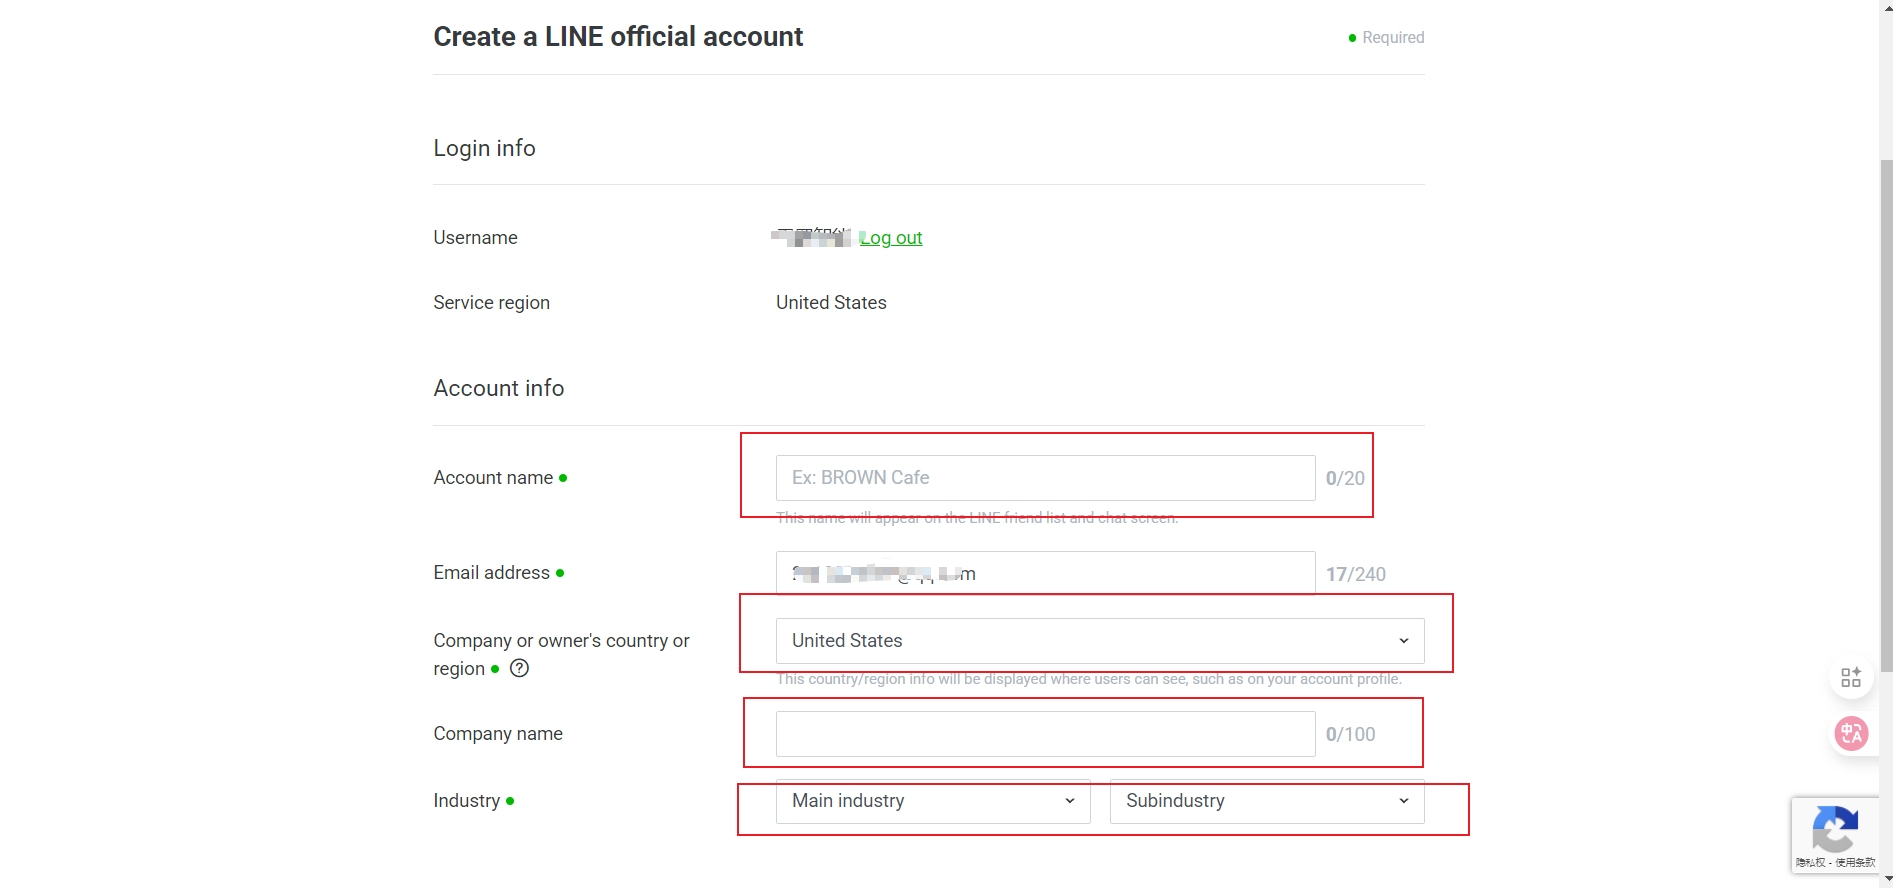 Create a LINE official account
Required
Login info
Username
Log out
Service region
United States
Account info
Account name
Ex: BROWN Cafe
0/20
This name will appear on the LINE friend list and chat screen.
Email address
17/240
Company or owner's country or
region
?
United States
This country/region info will be displayed where users can see, such as on your account profile.
Company name
0/100
Industry
Main industry
Subindustry
中A
隐私权 - 使用条款